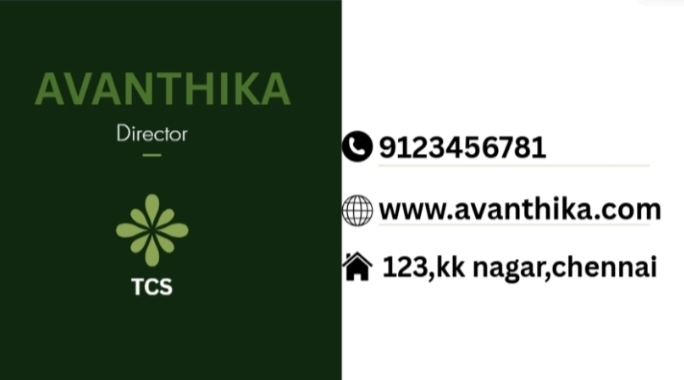 AVANTHIKA
Director
TCS
9123456781
www.avanthika.com
123,kk nagar,chennai